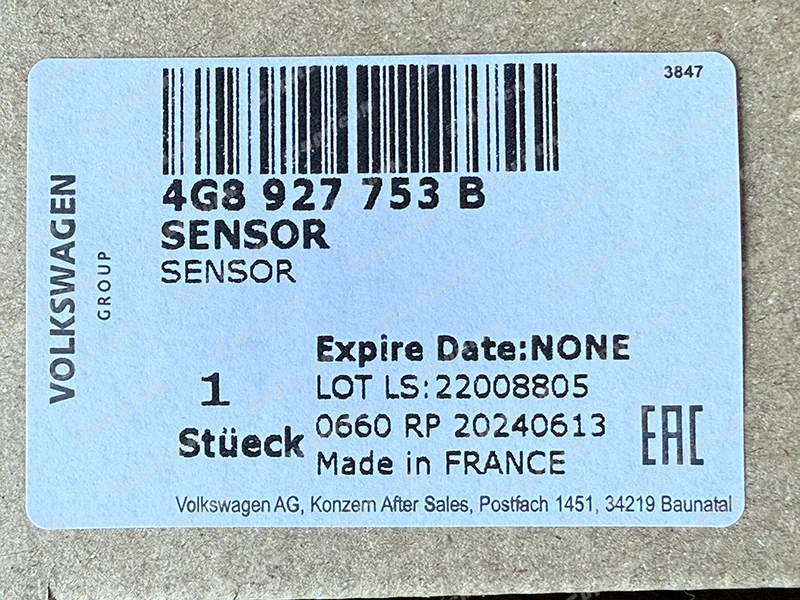 3847
4G8 927 753 B
SENSOR
SENSOR
VOLKSWAGEN
GROUP
Expire Date:NONE
1
LOT LS:22008805
0660 RP 20240613
Stüeck
Made in FRANCE
EAC
Volkswagen AG, Konzem After Sales, Postfach 1451, 34219 Baunatal